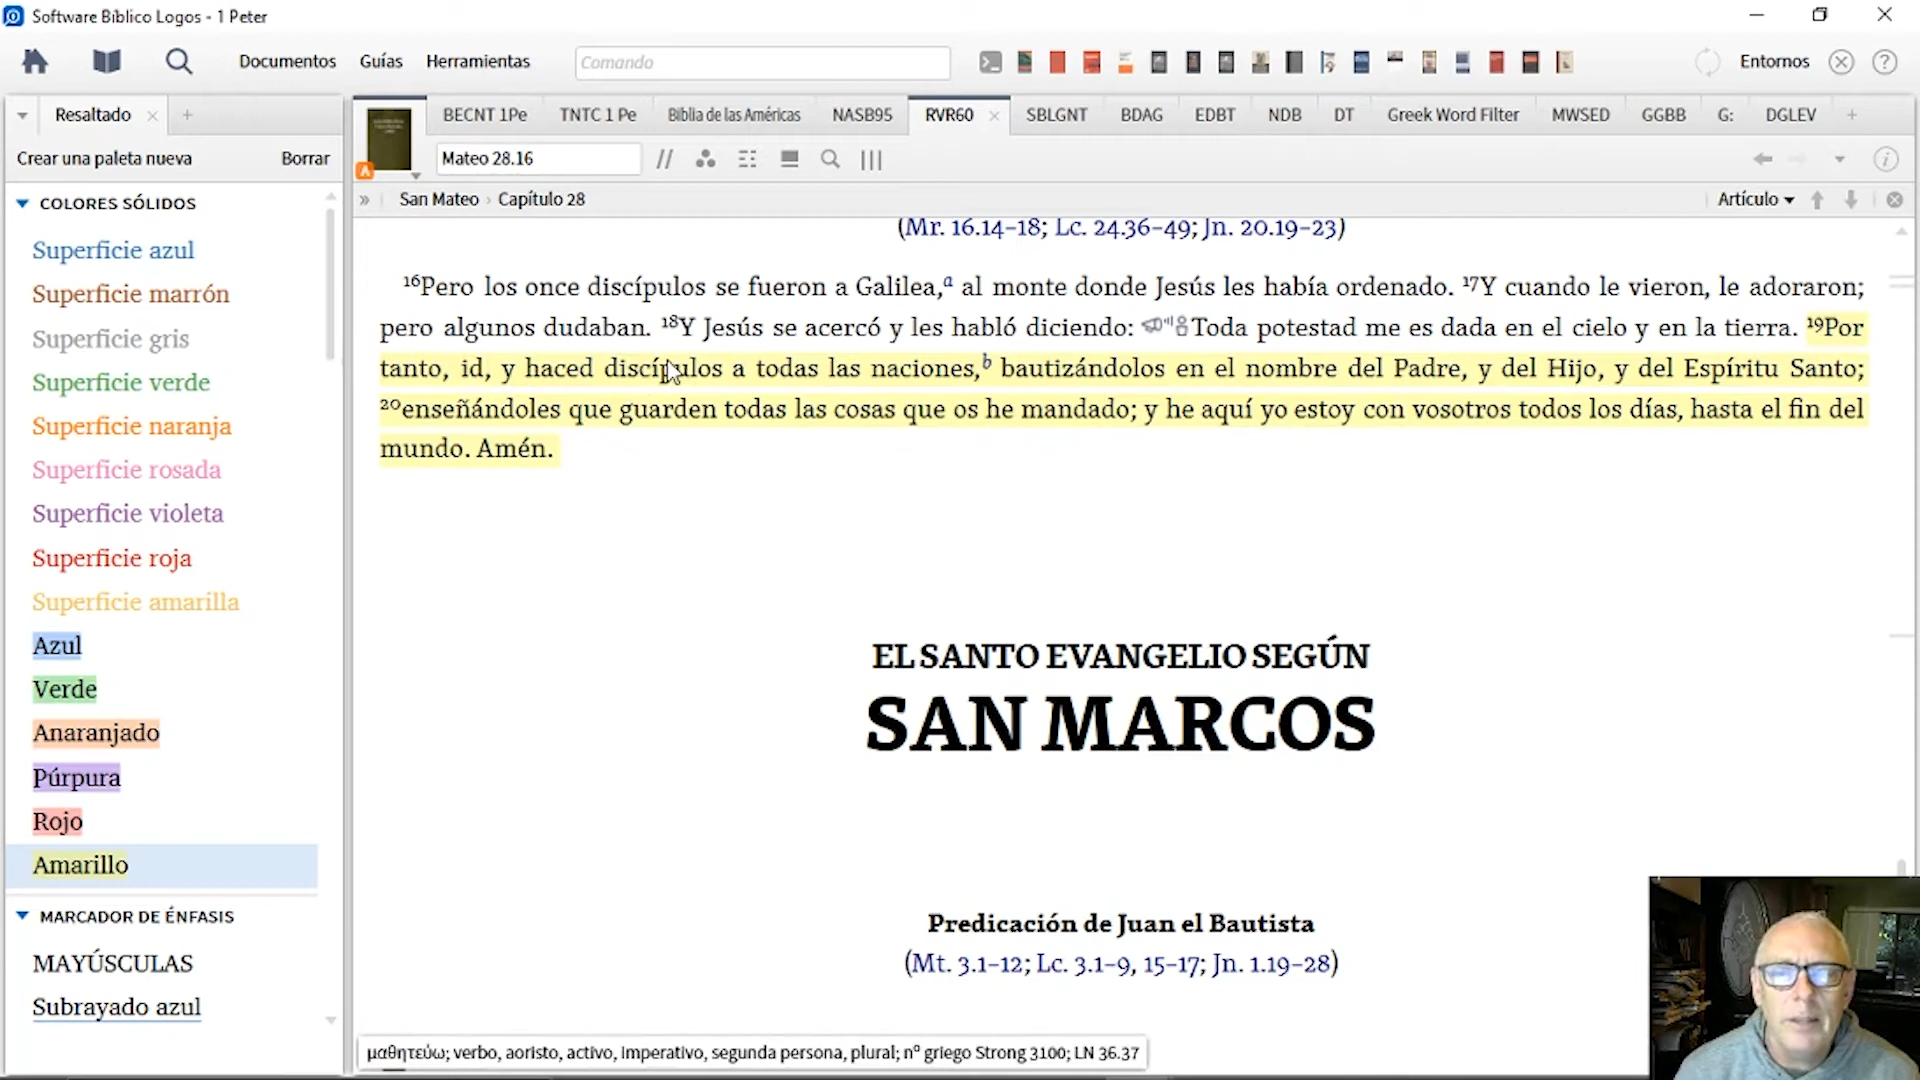 Software Bíblico Logos - 1 Peter
Documentos Guías Herramientas Comando Entornos
Resaltado
BECNT 1Pe TNTC 1 Pe Biblia de las Américas NASB95 RVR60 SBLGNT BDAG EDBT NDB DT Greek Word Filter MWSED GGBB G: DGLEV
Crear una paleta nueva Borrar
A
Mateo 28.16
San Mateo › Capítulo 28
Artículo
COLORES SÓLIDOS
Superficie azul
Superficie marrón
Superficie gris
Superficie verde
Superficie naranja
Superficie rosada
Superficie violeta
Superficie roja
Superficie amarilla
Azul
Verde
Anaranjado
Púrpura
Rojo
Amarillo
MARCADOR DE ÉNFASIS
MAYÚSCULAS
Subrayado azul
(Mr. 16.14–18; Lc. 24.36–49; Jn. 20.19–23)
16Pero los once discípulos se fueron a Galilea,a al monte donde Jesús les había ordenado. 17Y cuando le vieron, le adoraron;
pero algunos dudaban. 18Y Jesús se acercó y les habló diciendo: Toda potestad me es dada en el cielo y en la tierra. 19Por
tanto, id, y haced discípulos a todas las naciones,b bautizándolos en el nombre del Padre, y del Hijo, y del Espíritu Santo;
20enseñándoles que guarden todas las cosas que os he mandado; y he aquí yo estoy con vosotros todos los días, hasta el fin del
mundo. Amén.
EL SANTO EVANGELIO SEGÚN
SAN MARCOS
Predicación de Juan el Bautista
(Mt. 3.1–12; Lc. 3.1–9, 15–17; Jn. 1.19–28)
μαθητεύω; verbo, aoristo, activo, imperativo, segunda persona, plural; nº griego Strong 3100; LN 36.37